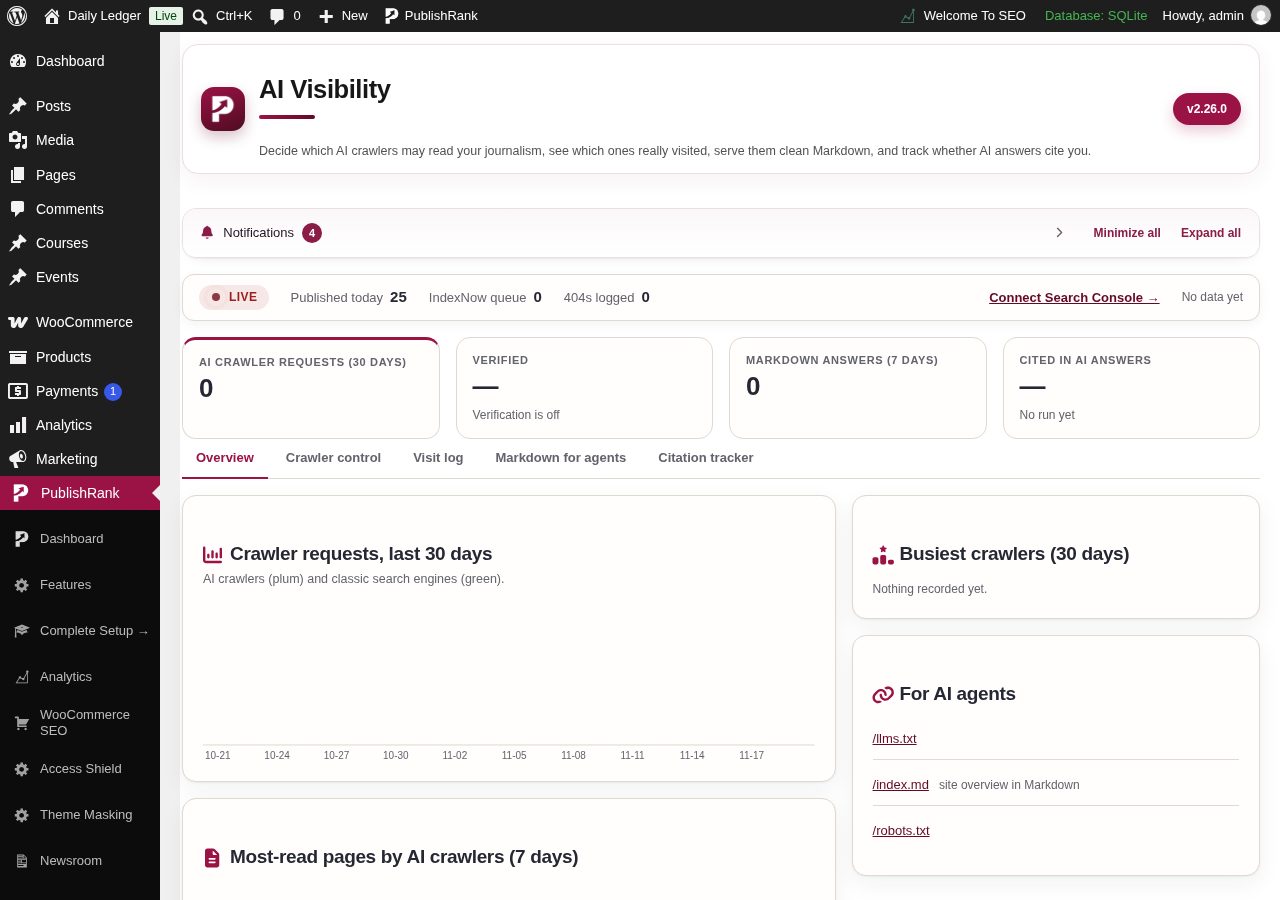 Daily Ledger Live Ctrl+K 0 New PublishRank Welcome To SEO Database: SQLite Howdy, admin
Dashboard
Posts
Media
Pages
Comments
Courses
Events
WooCommerce
Products
Payments 1
Analytics
Marketing
PublishRank
Dashboard
Features
Complete Setup →
Analytics
WooCommerce
SEO
Access Shield
Theme Masking
Newsroom
AI Visibility
v2.26.0
Decide which AI crawlers may read your journalism, see which ones really visited, serve them clean Markdown, and track whether AI answers cite you.
Notifications 4 Minimize all Expand all
LIVE Published today 25 IndexNow queue 0 404s logged 0 Connect Search Console → No data yet
AI CRAWLER REQUESTS (30 DAYS)
0
VERIFIED
—
Verification is off
MARKDOWN ANSWERS (7 DAYS)
0
CITED IN AI ANSWERS
—
No run yet
Overview Crawler control Visit log Markdown for agents Citation tracker
Crawler requests, last 30 days
AI crawlers (plum) and classic search engines (green).
10-21 10-24 10-27 10-30 11-02 11-05 11-08 11-11 11-14 11-17
Most-read pages by AI crawlers (7 days)
Busiest crawlers (30 days)
Nothing recorded yet.
For AI agents
/llms.txt
/index.md site overview in Markdown
/robots.txt